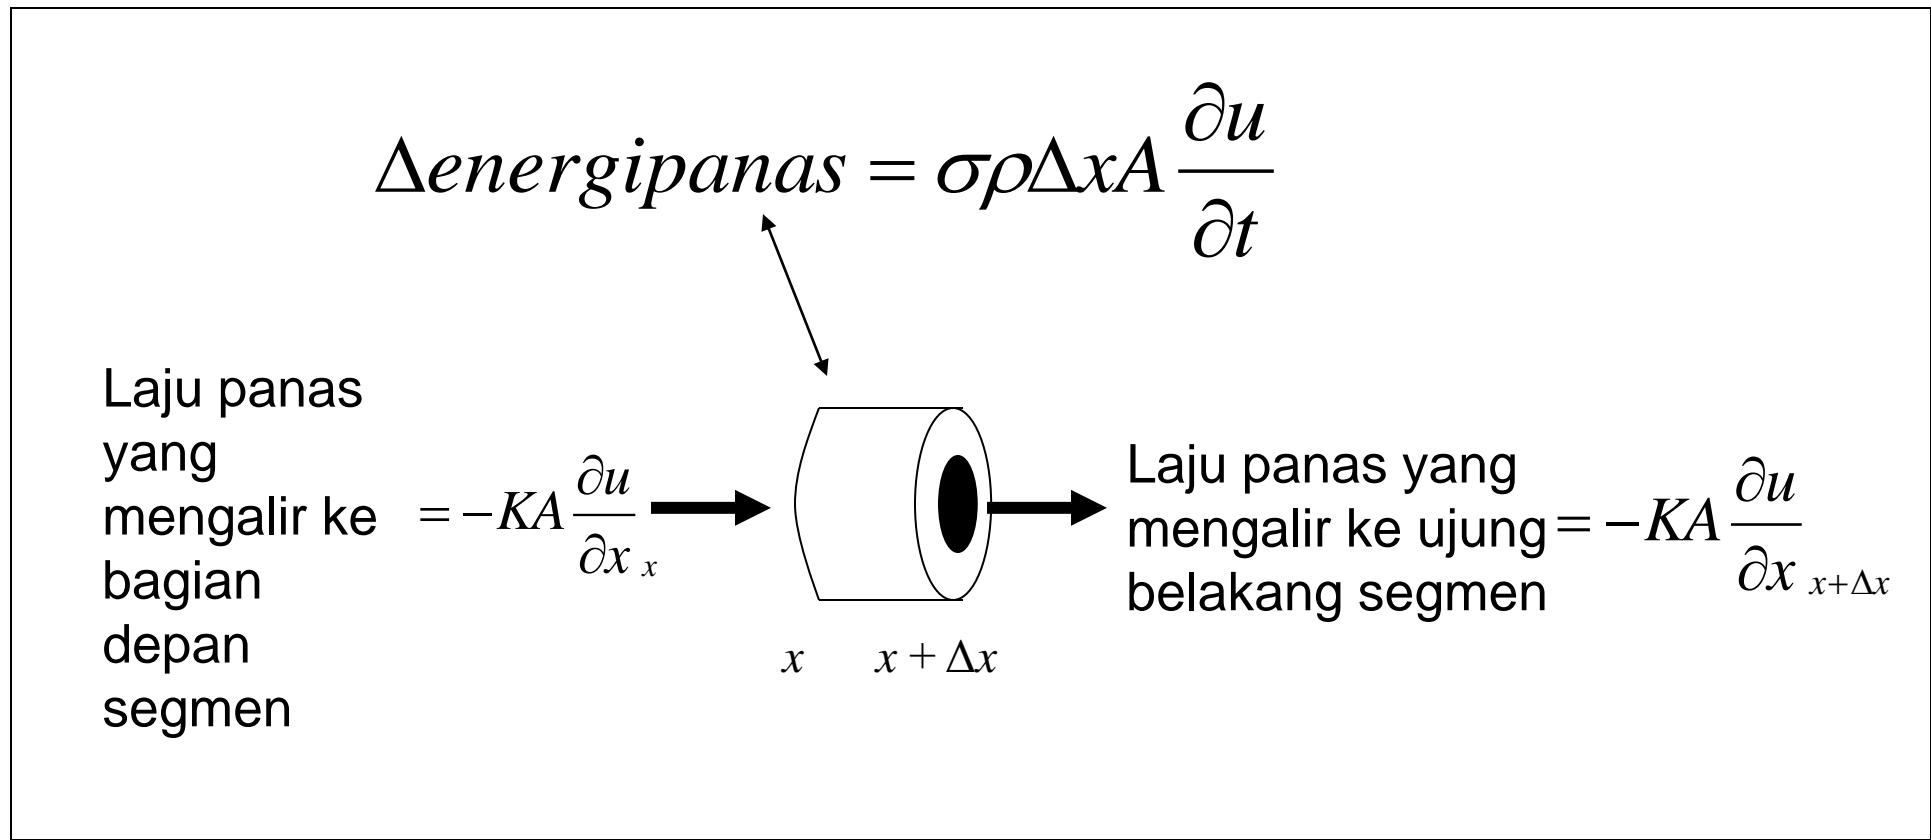 Δenergipanas = σρΔxA ∂u/∂t
Laju panas
yang
mengalir ke
bagian
depan
segmen
= −KA ∂u/∂x x
x
x + Δx
Laju panas yang
mengalir ke ujung
belakang segmen
= −KA ∂u/∂x x+Δx